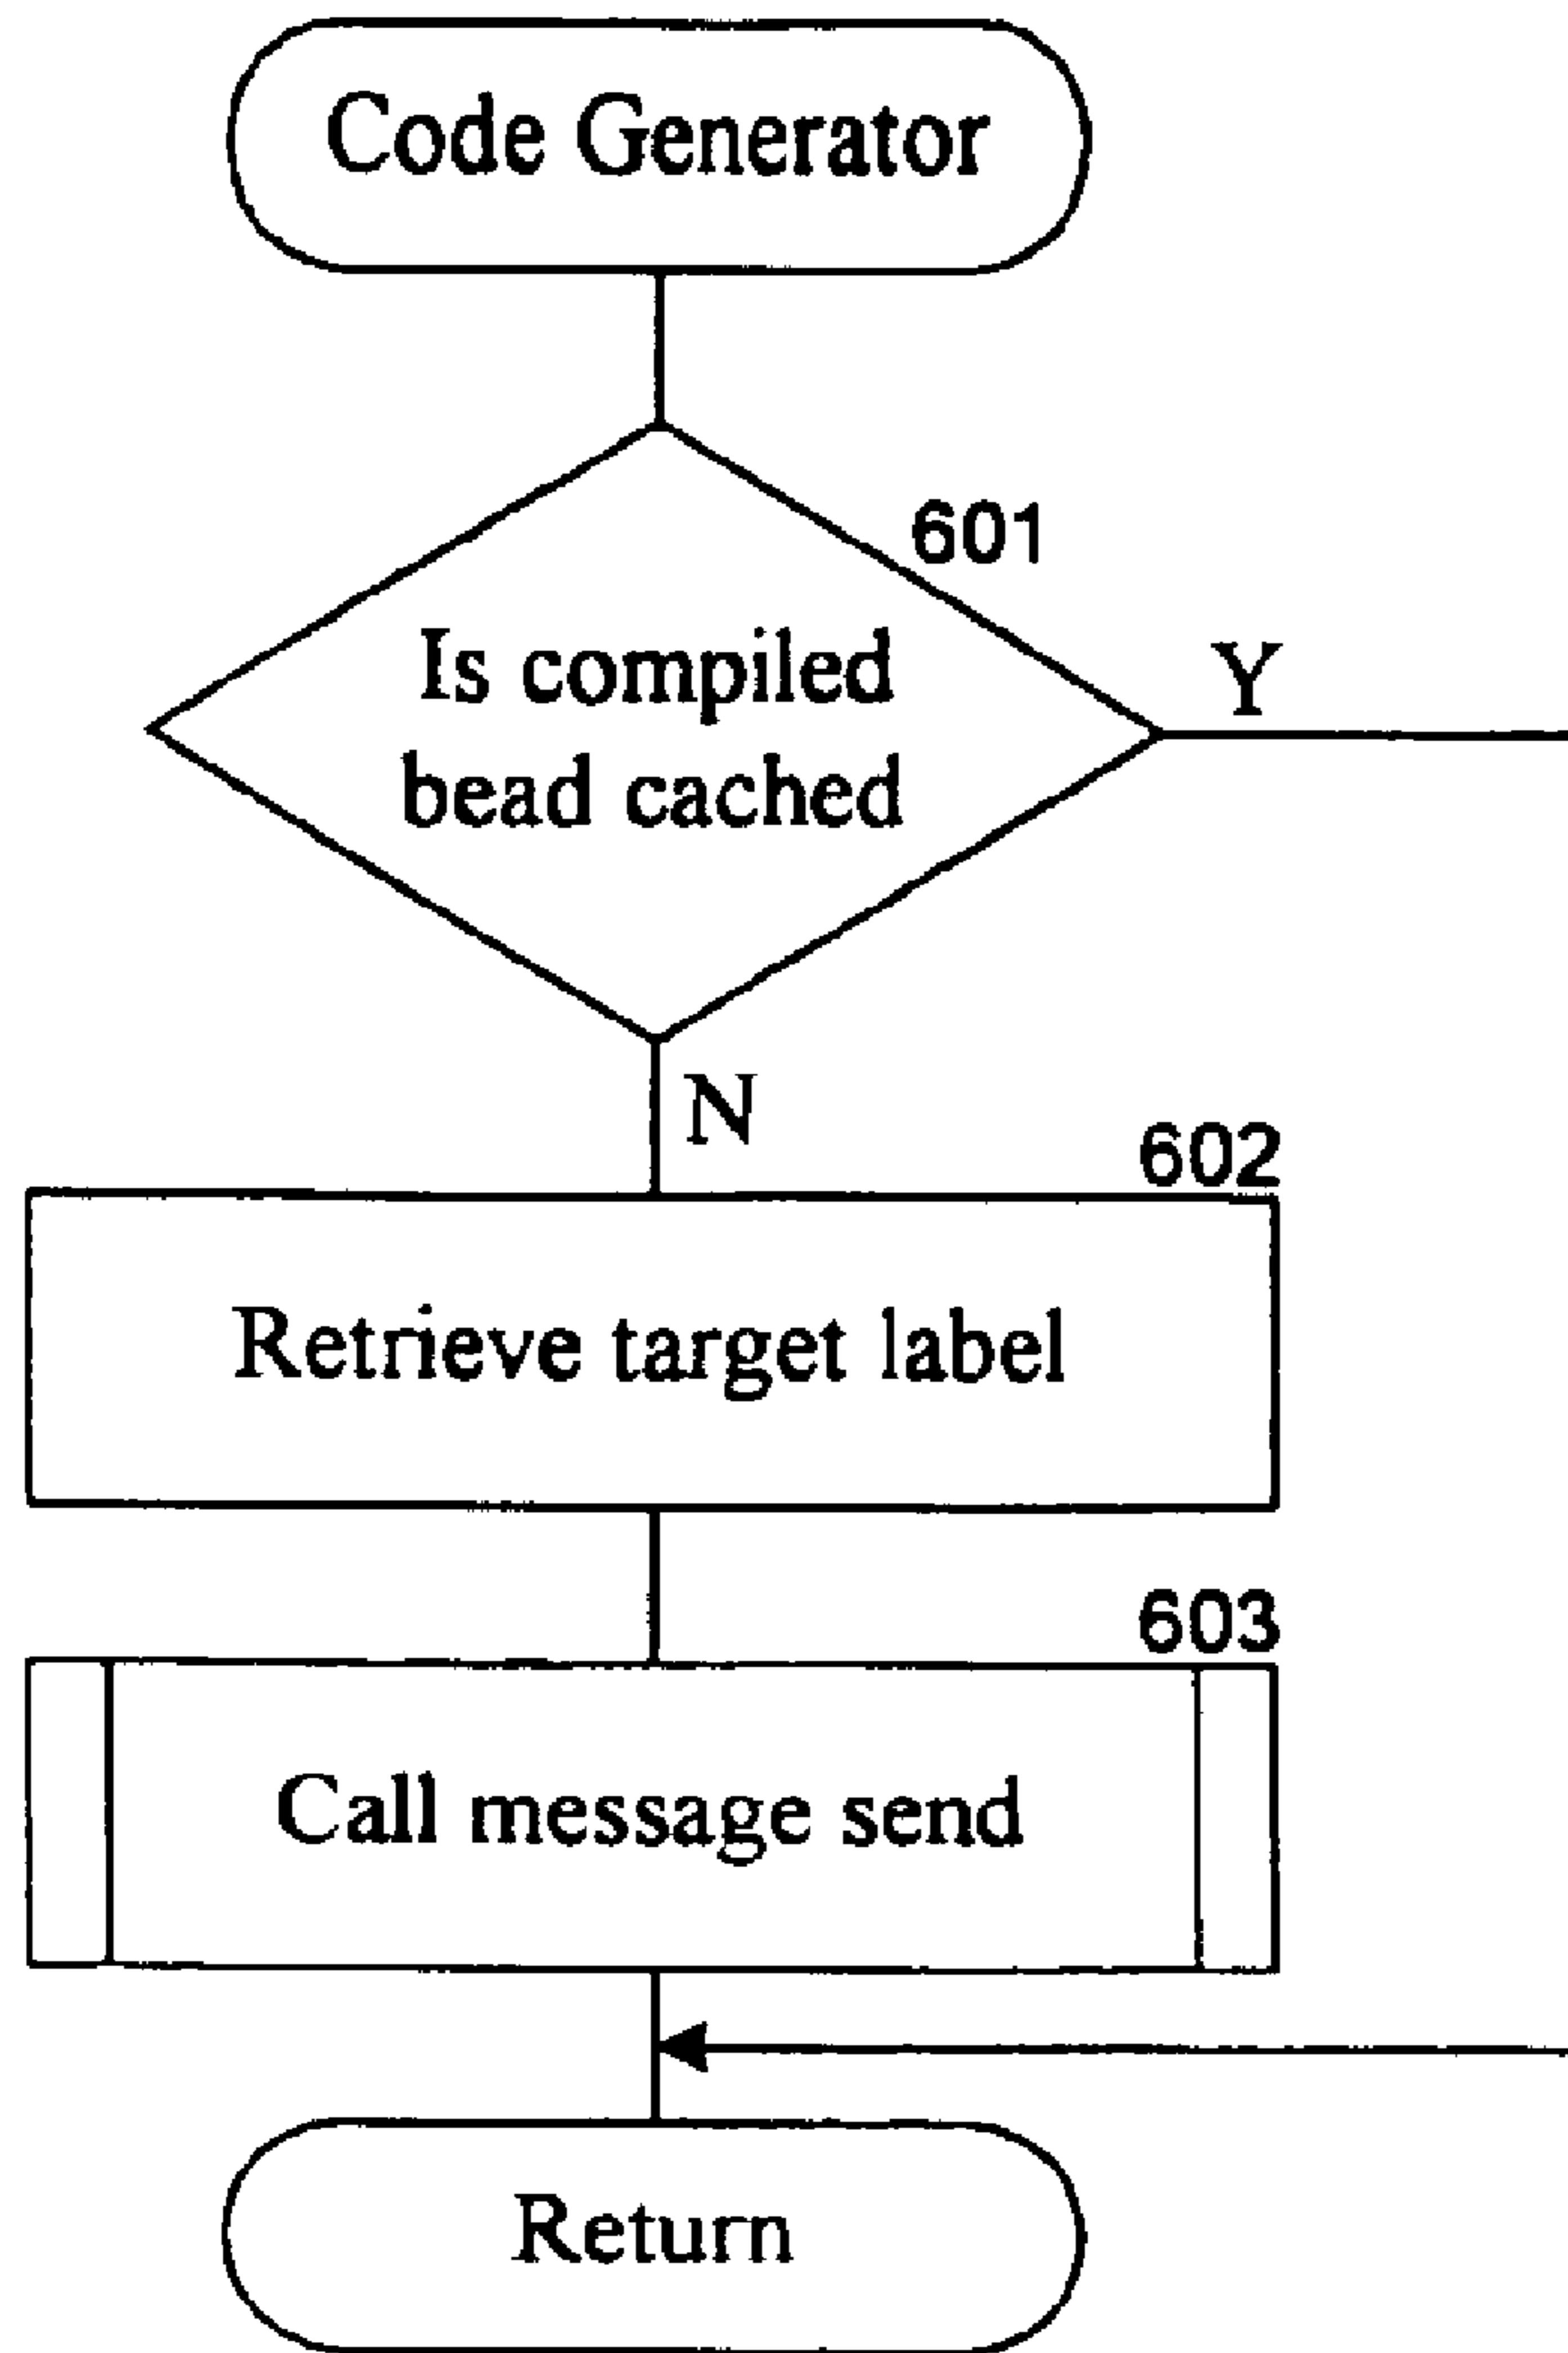 Code Generator
601
Is compiled
bead cached
Y
N
602
Retrieve target label
603
Call message send
Return